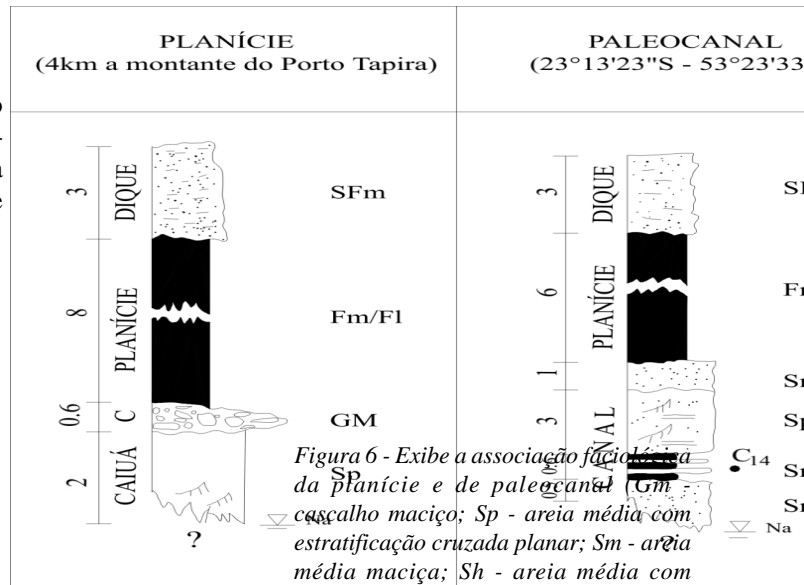 PLANÍCIE
(4km a montante do Porto Tapira)
3
DIQUE
SFm
8
PLANÍCIE
Fm/Fl
0.6
C
GM
2
CAIUÁ
Sp
Na
?
PALEOCANAL
(23°13'23"S - 53°23'33
3
DIQUE
6
PLANÍCIE
1
3
CANAL
C14
Na
?
Figura 6 - Exibe a associação faciológica
da planície e de paleocanal (Gm -
cascalho maciço; Sp - areia média com
estratificação cruzada planar; Sm - areia
média maciça; Sh - areia média com